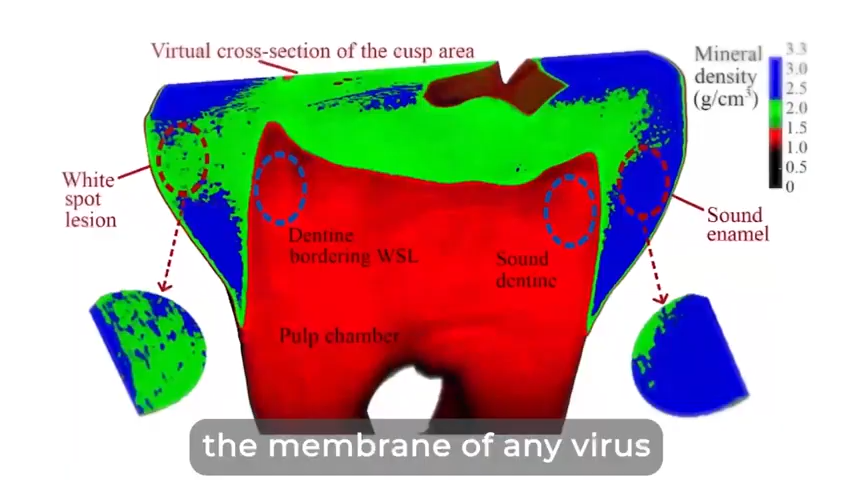 Virtual cross-section of the cusp area
Mineral
density
(g/cm³)
3.3
3.0
2.5
2.0
1.5
1.0
0.5
0
White
spot
lesion
Dentine
bordering WSL
Sound
dentine
Sound
enamel
Pulp chamber
the membrane of any virus